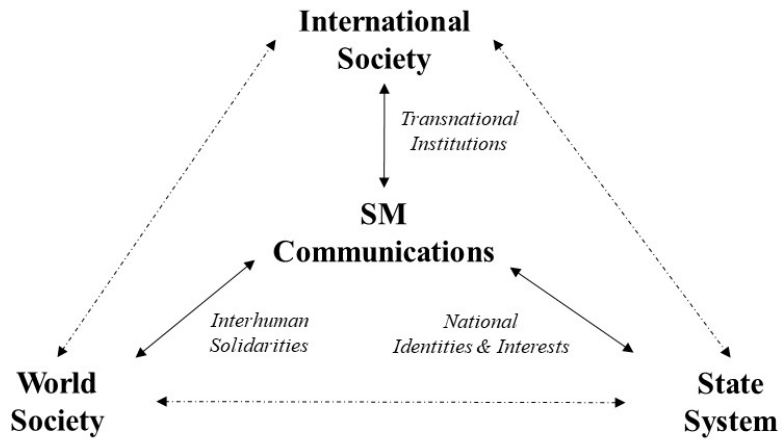 International
Society
Transnational
Institutions
SM
Communications
Interhuman
Solidarities
National
Identities & Interests
World
Society
State
System